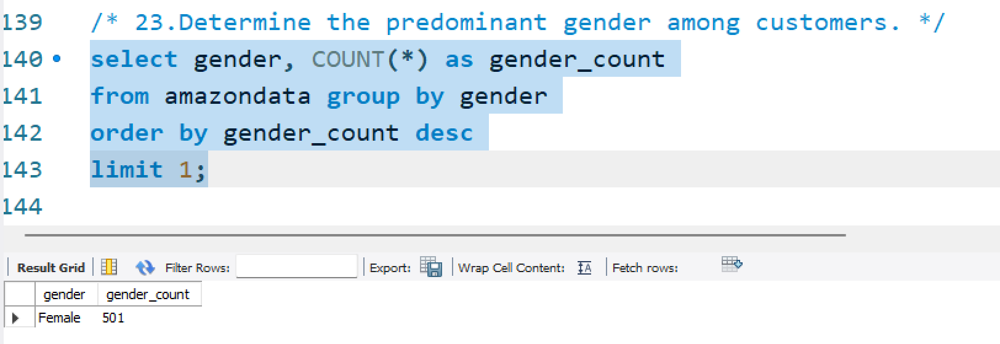 139 /* 23.Determine the predominant gender among customers. */
140 select gender, COUNT(*) as gender_count
141 from amazondata group by gender
142 order by gender_count desc
143 limit 1;
144
Result Grid Filter Rows: Export: Wrap Cell Content: IA Fetch rows:
gender gender_count
Female 501